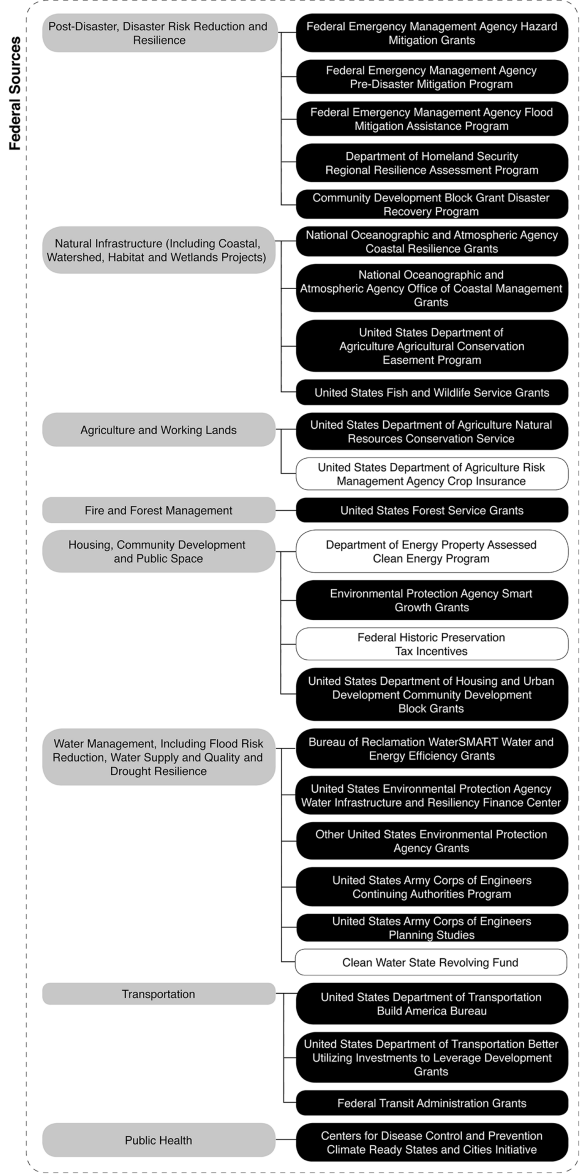 Federal Sources
Post-Disaster, Disaster Risk Reduction and
Resilience
Federal Emergency Management Agency Hazard
Mitigation Grants
Federal Emergency Management Agency
Pre-Disaster Mitigation Program
Federal Emergency Management Agency Flood
Mitigation Assistance Program
Department of Homeland Security
Regional Resilience Assessment Program
Community Development Block Grant Disaster
Recovery Program
Natural Infrastructure (Including Coastal,
Watershed, Habitat and Wetlands Projects)
National Oceanographic and Atmospheric Agency
Coastal Resilience Grants
National Oceanographic and
Atmospheric Agency Office of Coastal Management
Grants
United States Department of
Agriculture Agricultural Conservation
Easement Program
United States Fish and Wildlife Service Grants
Agriculture and Working Lands
United States Department of Agriculture Natural
Resources Conservation Service
United States Department of Agriculture Risk
Management Agency Crop Insurance
Fire and Forest Management
United States Forest Service Grants
Housing, Community Development
and Public Space
Department of Energy Property Assessed
Clean Energy Program
Environmental Protection Agency Smart
Growth Grants
Federal Historic Preservation
Tax Incentives
United States Department of Housing and Urban
Development Community Development
Block Grants
Water Management, Including Flood Risk
Reduction, Water Supply and Quality and
Drought Resilience
Bureau of Reclamation WaterSMART Water and
Energy Efficiency Grants
United States Environmental Protection Agency
Water Infrastructure and Resiliency Finance Center
Other United States Environmental Protection
Agency Grants
United States Army Corps of Engineers
Continuing Authorities Program
United States Army Corps of Engineers
Planning Studies
Clean Water State Revolving Fund
Transportation
United States Department of Transportation
Build America Bureau
United States Department of Transportation Better
Utilizing Investments to Leverage Development
Grants
Federal Transit Administration Grants
Public Health
Centers for Disease Control and Prevention
Climate Ready States and Cities Initiative